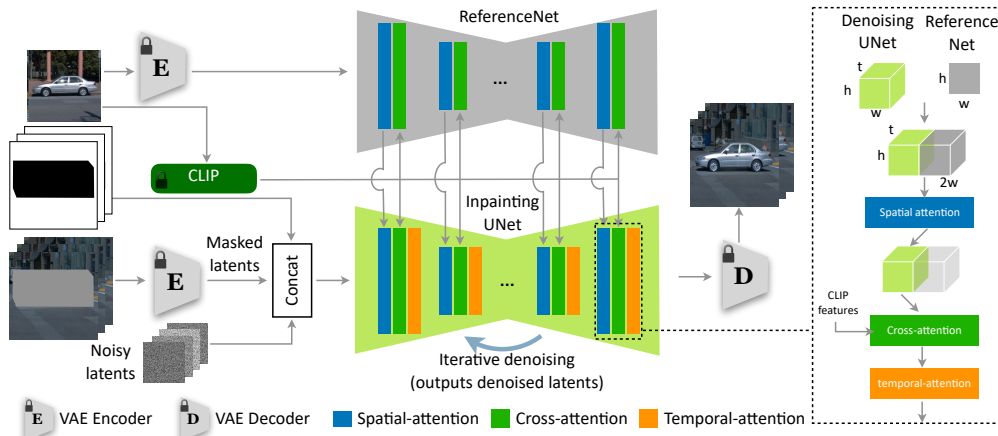 ReferenceNet
E
...
CLIP
Inpainting
UNet
Masked
latents
E
Concat
...
D
Noisy
latents
Iterative denoising
(outputs denoised latents)
E VAE Encoder
D VAE Decoder
Spatial-attention
Cross-attention
Temporal-attention
Denoising
UNet
Reference
Net
t
h
w
h
w
t
h
2w
Spatial attention
CLIP
features
Cross-attention
temporal-attention